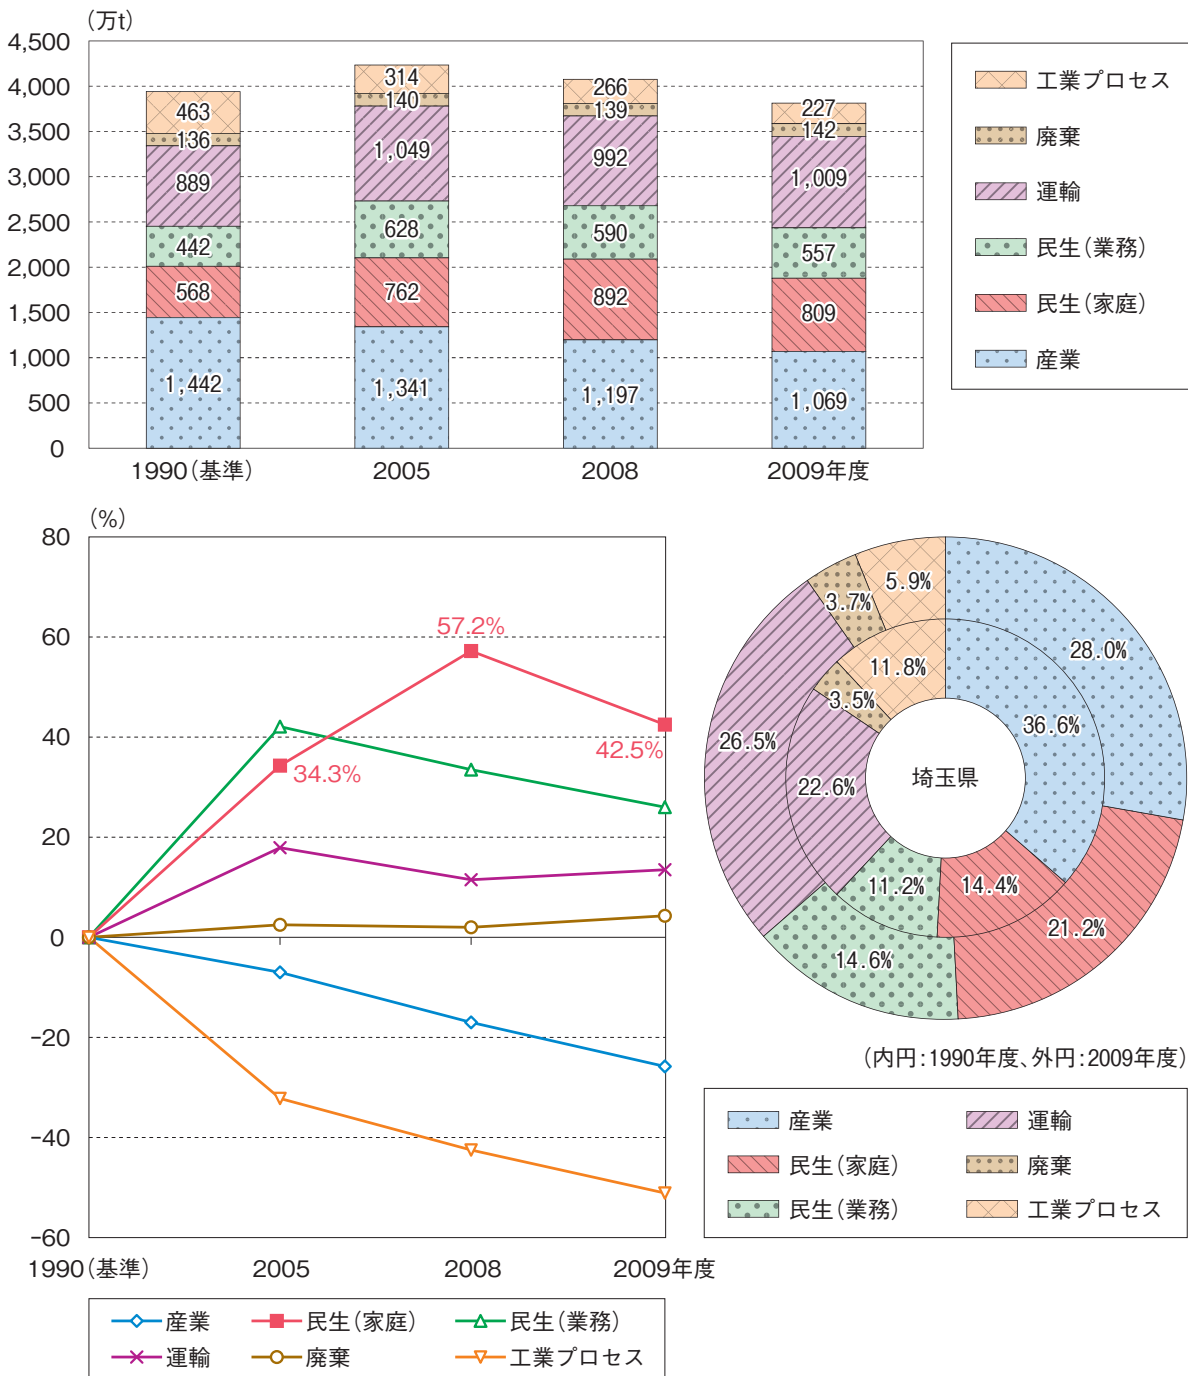 (万t)
4,500
4,000
3,500
3,000
2,500
2,000
1,500
1,000
500
0
463
136
889
442
568
1,442
314
140
1,049
628
762
1,341
266
139
992
590
892
1,197
227
142
1,009
557
809
1,069
1990(基準)
2005
2008
2009年度
工業プロセス
廃棄
運輸
民生(業務)
民生(家庭)
産業
(%)
80
60
40
20
0
-20
-40
-60
57.2%
34.3%
42.5%
1990(基準)
2005
2008
2009年度
産業
民生(家庭)
民生(業務)
運輸
廃棄
工業プロセス
5.9%
3.7%
28.0%
11.8%
3.5%
36.6%
26.5%
22.6%
埼玉県
11.2%
14.4%
21.2%
14.6%
(内円:1990年度、外円:2009年度)
産業
運輸
民生(家庭)
廃棄
民生(業務)
工業プロセス